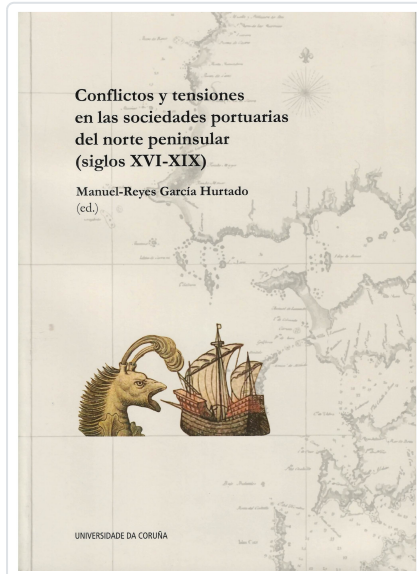 Conflictos y tensiones
en las sociedades portuarias
del norte peninsular
(siglos XVI-XIX)
Manuel-Reyes García Hurtado
(ed.)
UNIVERSIDADE DA CORUÑA